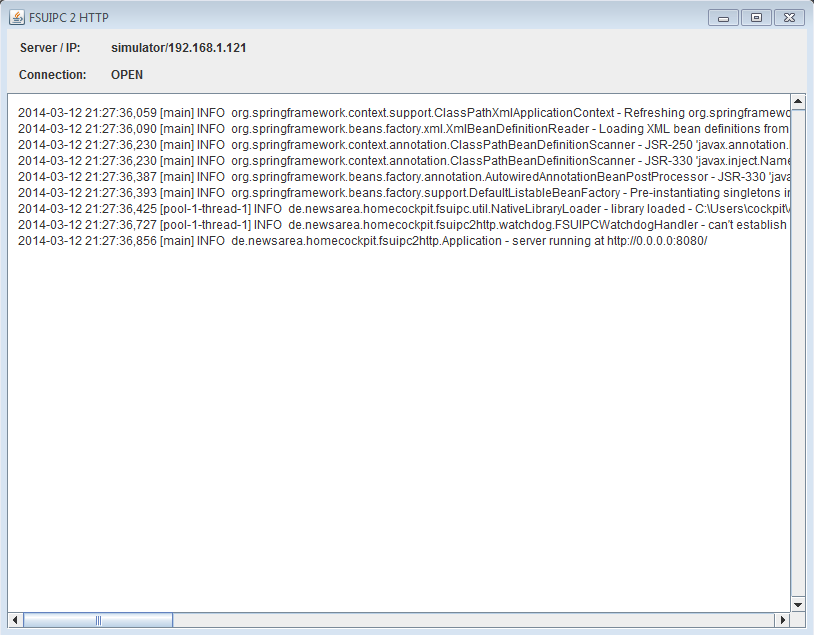 FSUIPC 2 HTTP
Server / IP: simulator/192.168.1.121
Connection: OPEN
2014-03-12 21:27:36,059 [main] INFO org.springframework.context.support.ClassPathXmlApplicationContext - Refreshing org.springframewo
2014-03-12 21:27:36,090 [main] INFO org.springframework.beans.factory.xml.XmlBeanDefinitionReader - Loading XML bean definitions from
2014-03-12 21:27:36,230 [main] INFO org.springframework.context.annotation.ClassPathBeanDefinitionScanner - JSR-250 'javax.annotation.
2014-03-12 21:27:36,230 [main] INFO org.springframework.context.annotation.ClassPathBeanDefinitionScanner - JSR-330 'javax.inject.Name
2014-03-12 21:27:36,387 [main] INFO org.springframework.beans.factory.annotation.AutowiredAnnotationBeanPostProcessor - JSR-330 'java
2014-03-12 21:27:36,393 [main] INFO org.springframework.beans.factory.support.DefaultListableBeanFactory - Pre-instantiating singletons in
2014-03-12 21:27:36,425 [pool-1-thread-1] INFO de.newsarea.homecockpit.fsuipc.util.NativeLibraryLoader - library loaded - C:\Users\cockpit\
2014-03-12 21:27:36,727 [pool-1-thread-1] INFO de.newsarea.homecockpit.fsuipc2http.watchdog.FSUIPCWatchdogHandler - can't establish
2014-03-12 21:27:36,856 [main] INFO de.newsarea.homecockpit.fsuipc2http.Application - server running at http://0.0.0.0:8080/